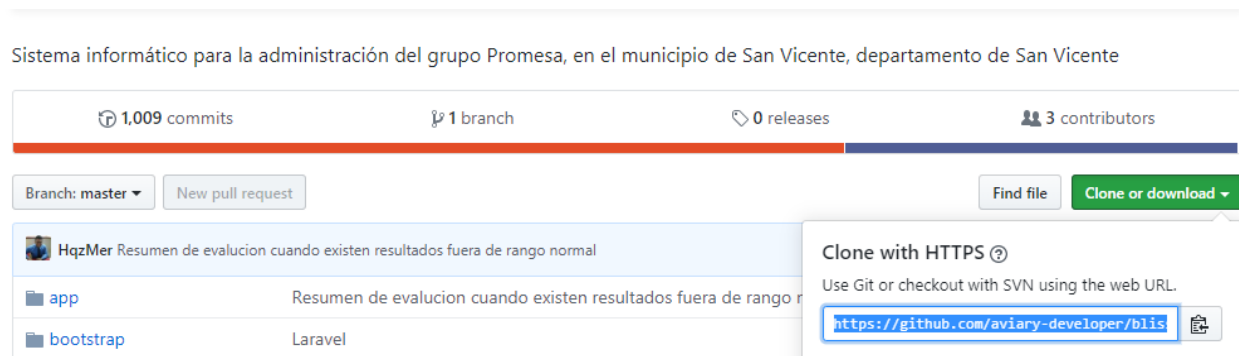 Sistema informático para la administración del grupo Promesa, en el municipio de San Vicente, departamento de San Vicente
1,009 commits 1 branch 0 releases 3 contributors
Branch: master New pull request Find file Clone or download
HqzMer Resumen de evalucion cuando existen resultados fuera de rango normal
Clone with HTTPS
Use Git or checkout with SVN using the web URL.
app Resumen de evalucion cuando existen resultados fuera de rango
https://github.com/aviary-developer/blis
bootstrap Laravel